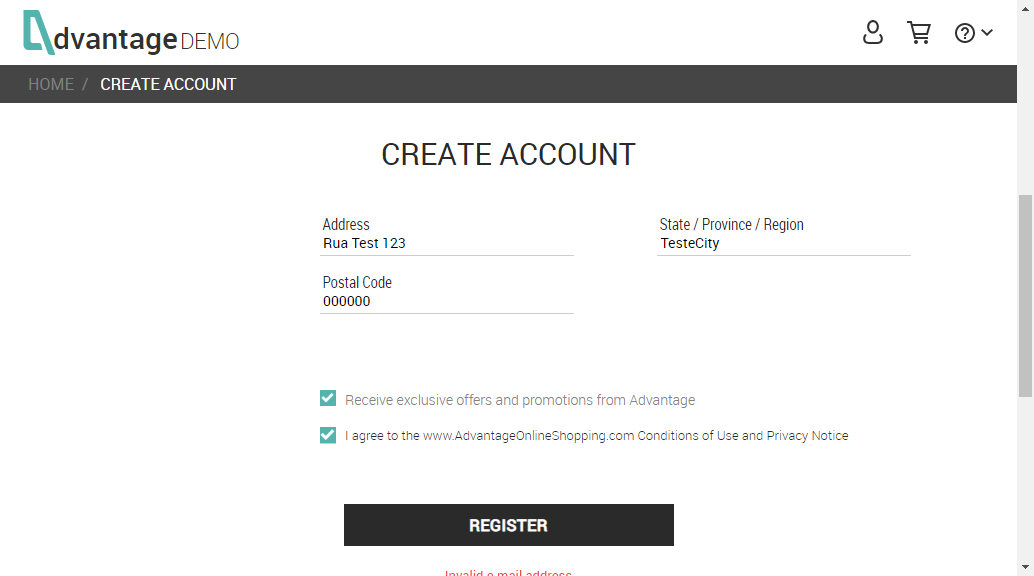 AdvantageDEMO
HOME / CREATE ACCOUNT
CREATE ACCOUNT
Address
Rua Test 123
State / Province / Region
TesteCity
Postal Code
000000
Receive exclusive offers and promotions from Advantage
I agree to the www.AdvantageOnlineShopping.com Conditions of Use and Privacy Notice
REGISTER
Invalid e-mail address